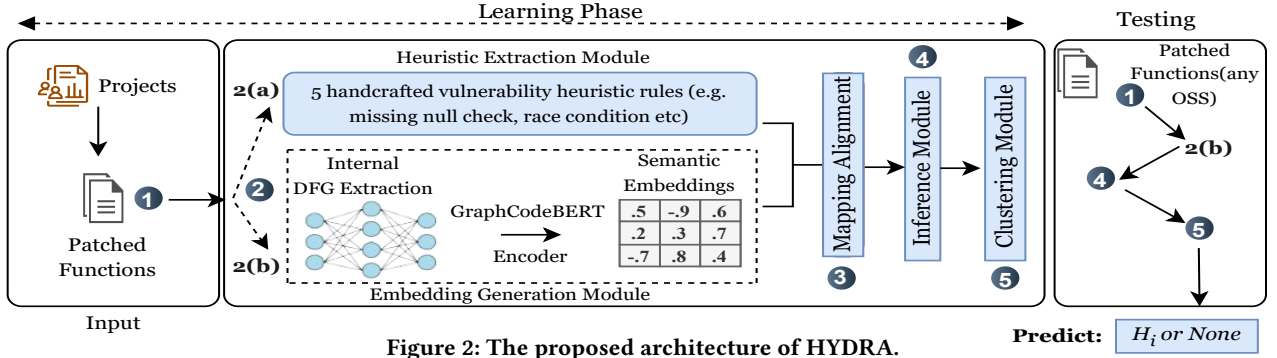 Learning Phase
Testing
Projects
1
Patched
Functions
Input
Heuristic Extraction Module
2(a)
5 handcrafted vulnerability heuristic rules (e.g.
missing null check, race condition etc)
2
2(b)
Internal
DFG Extraction
GraphCodeBERT
Encoder
Semantic
Embeddings
.5 -.9 .6
.2 .3 .7
-.7 .8 .4
Embedding Generation Module
Mapping Alignment
3
4
Inference Module
Clustering Module
5
Patched
Functions(any
OSS)
1
2(b)
4
5
Predict: H_i or None
Figure 2: The proposed architecture of HYDRA.